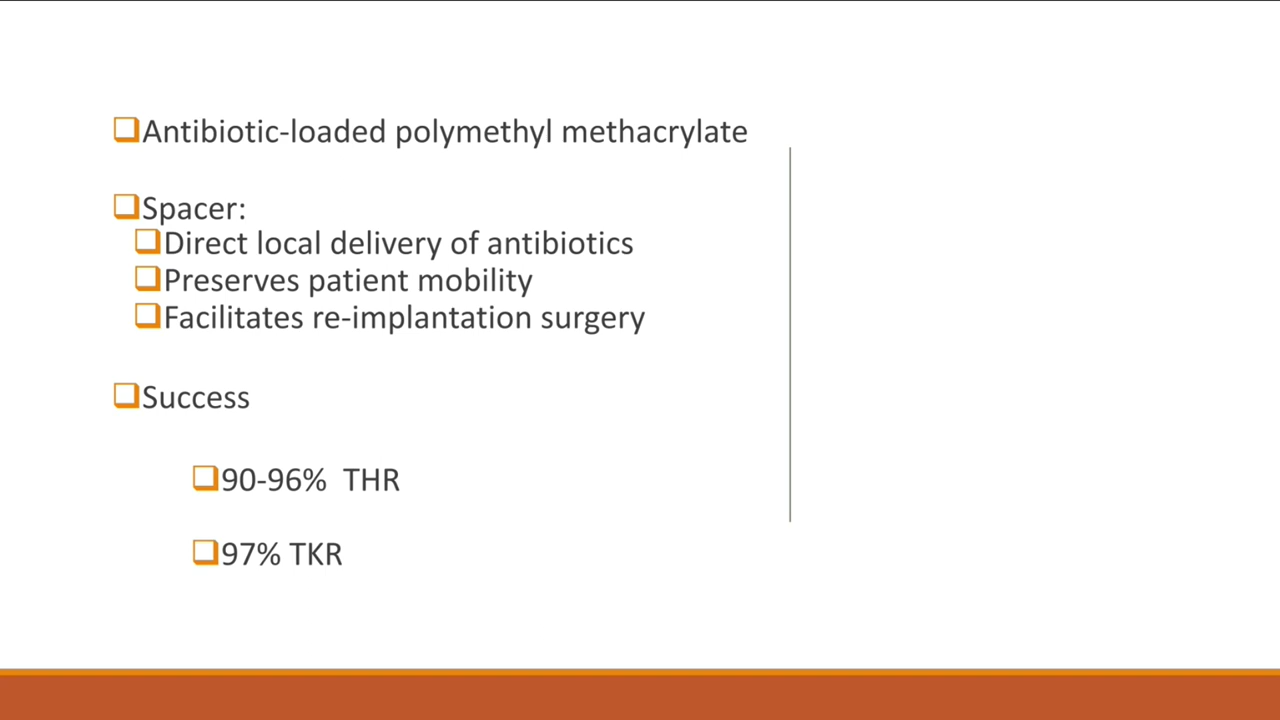 Antibiotic-loaded polymethyl methacrylate
Spacer:
Direct local delivery of antibiotics
Preserves patient mobility
Facilitates re-implantation surgery
Success
90-96% THR
97% TKR